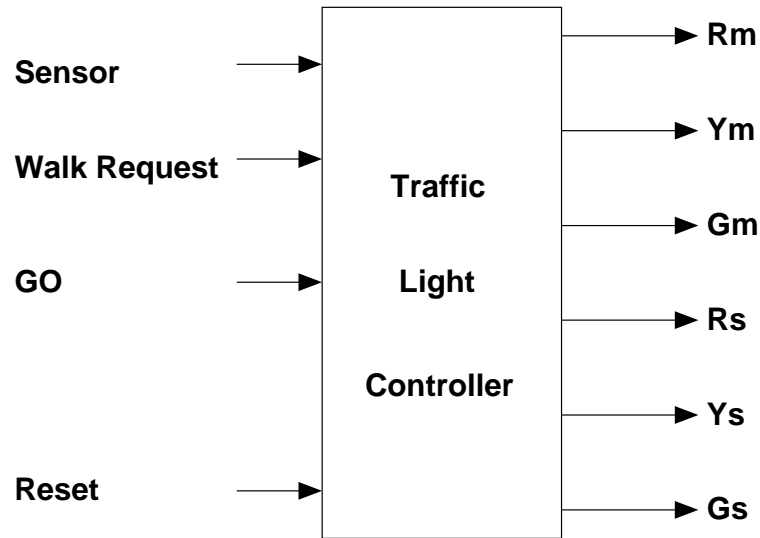 Sensor
Walk Request
GO
Reset
Traffic
Light
Controller
Rm
Ym
Gm
Rs
Ys
Gs